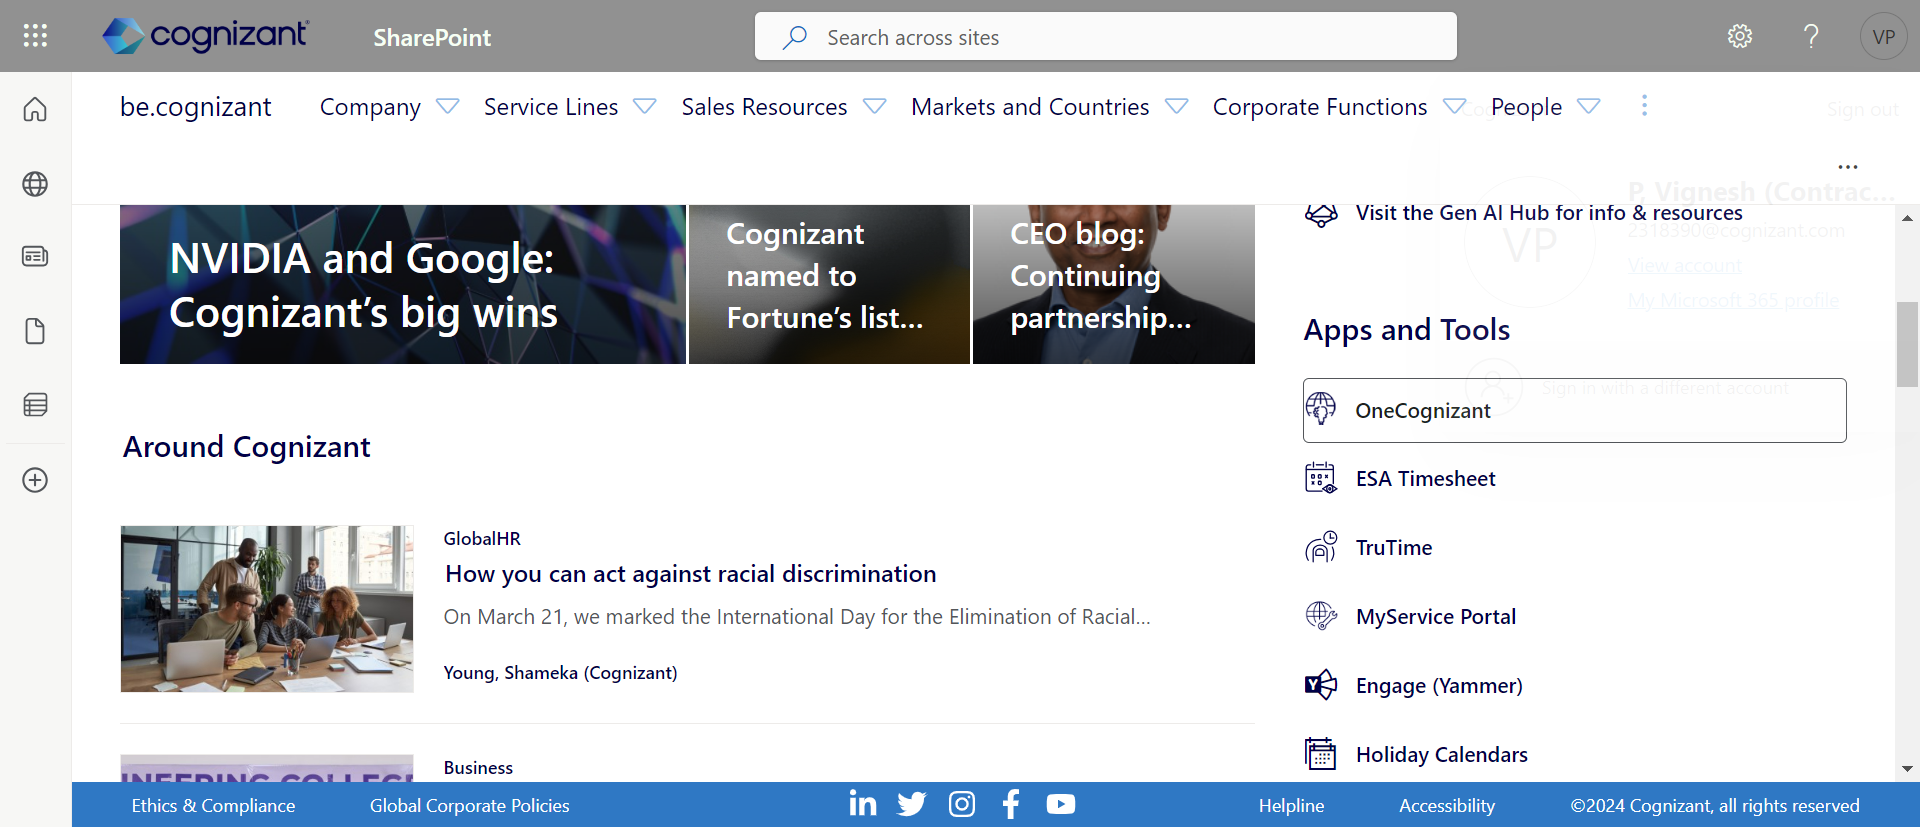 cognizant
SharePoint
Search across sites
VP
be.cognizant
Company
Service Lines
Sales Resources
Markets and Countries
Corporate Functions
People
Sign out
P, Vignesh (Contrac...
2318390@cognizant.com
View account
My Microsoft 365 profile
VP
Sign in with a different account
NVIDIA and Google:
Cognizant’s big wins
Cognizant
named to
Fortune’s list...
CEO blog:
Continuing
partnership...
Visit the Gen AI Hub for info & resources
Apps and Tools
OneCognizant
ESA Timesheet
TruTime
MyService Portal
Engage (Yammer)
Holiday Calendars
Around Cognizant
GlobalHR
How you can act against racial discrimination
On March 21, we marked the International Day for the Elimination of Racial...
Young, Shameka (Cognizant)
Business
Ethics & Compliance
Global Corporate Policies
Helpline
Accessibility
©2024 Cognizant, all rights reserved